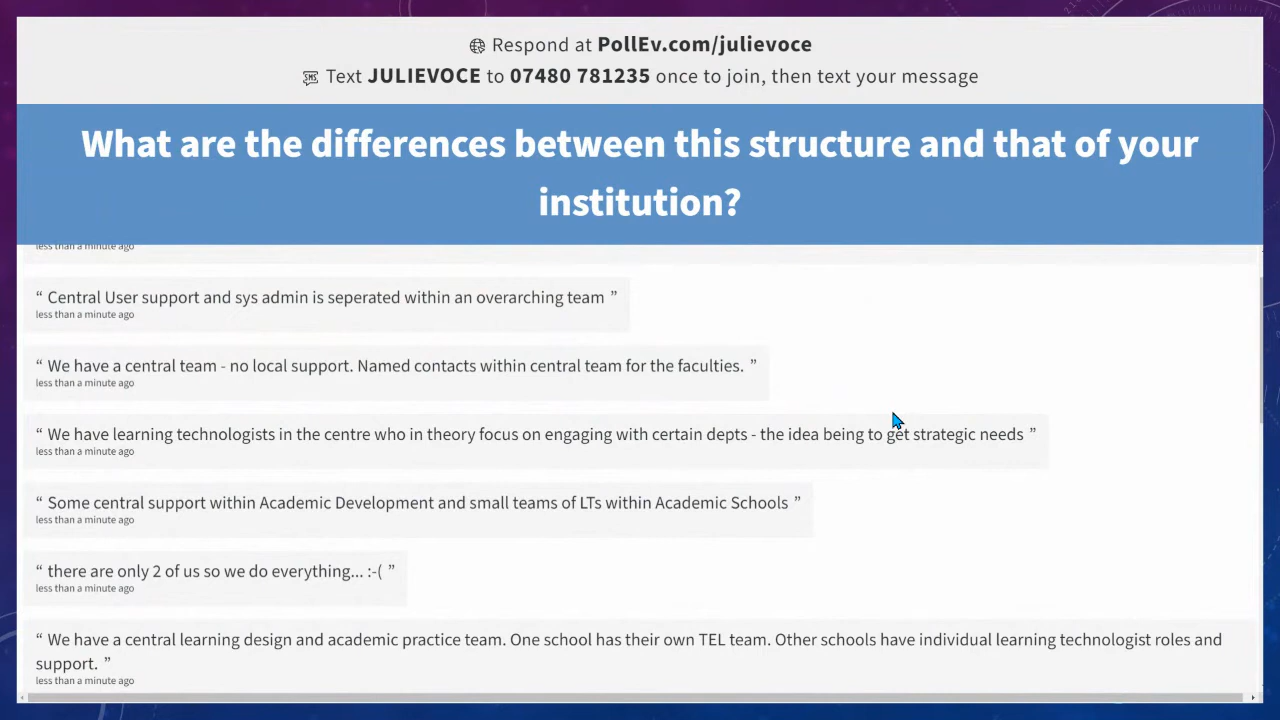 Respond at PollEv.com/julievoce
Text JULIEVOCE to 07480 781235 once to join, then text your message
What are the differences between this structure and that of your
institution?
less than a minute ago
“ Central User support and sys admin is seperated within an overarching team ”
less than a minute ago
“ We have a central team - no local support. Named contacts within central team for the faculties. ”
less than a minute ago
“ We have learning technologists in the centre who in theory focus on engaging with certain depts - the idea being to get strategic needs ”
less than a minute ago
“ Some central support within Academic Development and small teams of LTs within Academic Schools ”
less than a minute ago
“ there are only 2 of us so we do everything... :-( ”
less than a minute ago
“ We have a central learning design and academic practice team. One school has their own TEL team. Other schools have individual learning technologist roles and
support. ”
less than a minute ago